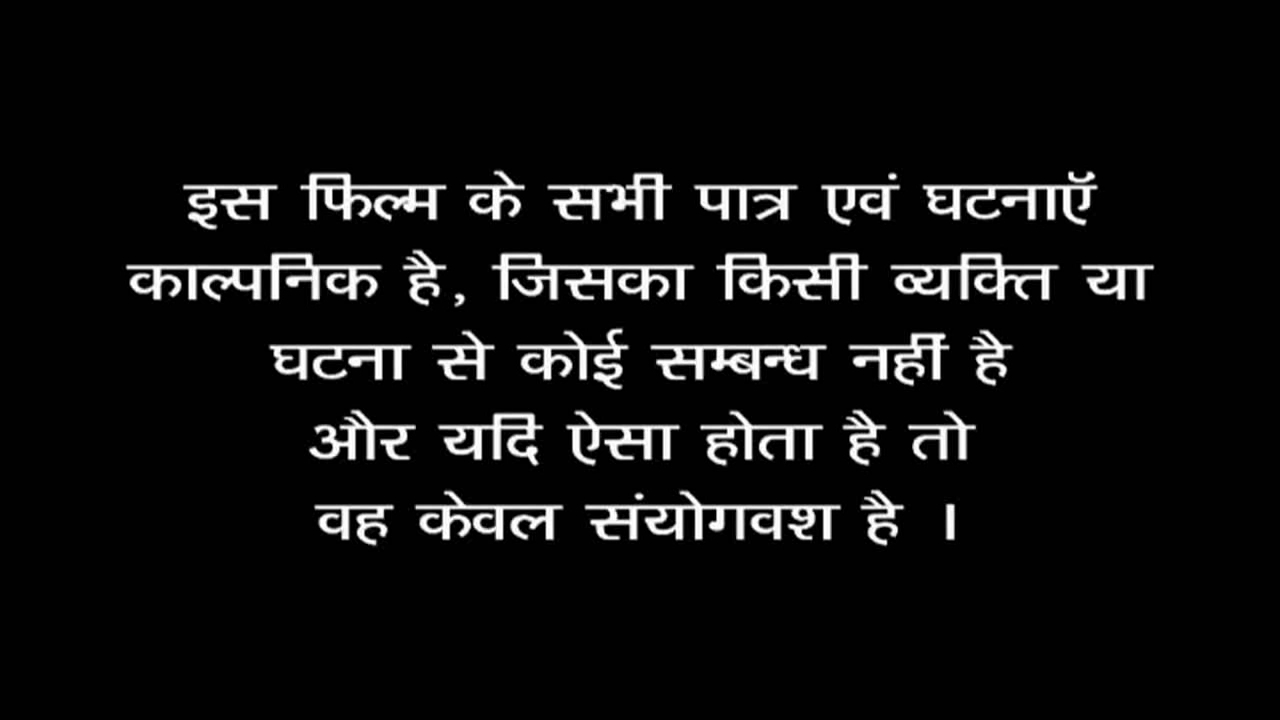 इस फिल्म के सभी पात्र एवं घटनाऍ
काल्पनिक है, जिसका किसी व्यक्ति या
घटना से कोई सम्बन्ध नहीं है
और यदि ऐसा होता है तो
वह केवल संयोगवश है ।